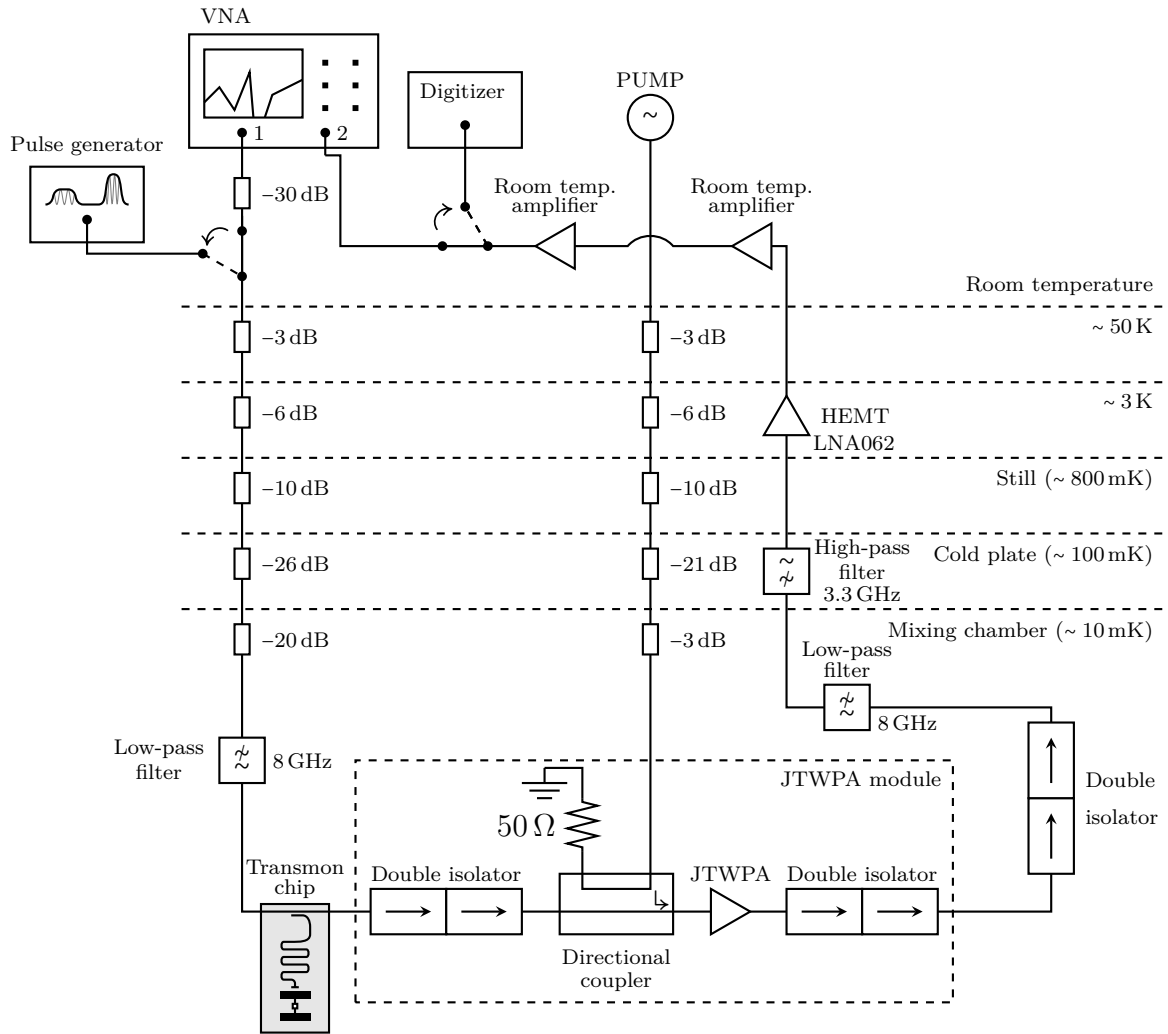 VNA
1
2
Digitizer
PUMP
~
Pulse generator
−30 dB
Room temp.
amplifier
Room temp.
amplifier
Room temperature
−3 dB
−3 dB
~ 50 K
−6 dB
−6 dB
HEMT
LNA062
~ 3 K
−10 dB
−10 dB
Still (~ 800 mK)
−26 dB
−21 dB
High-pass
filter
3.3 GHz
Cold plate (~ 100 mK)
−20 dB
−3 dB
Mixing chamber (~ 10 mK)
Low-pass
filter
8 GHz
Low-pass
filter
8 GHz
JTWPA module
Double
isolator
50 Ω
Transmon
chip
Double isolator
JTWPA
Double isolator
Directional
coupler